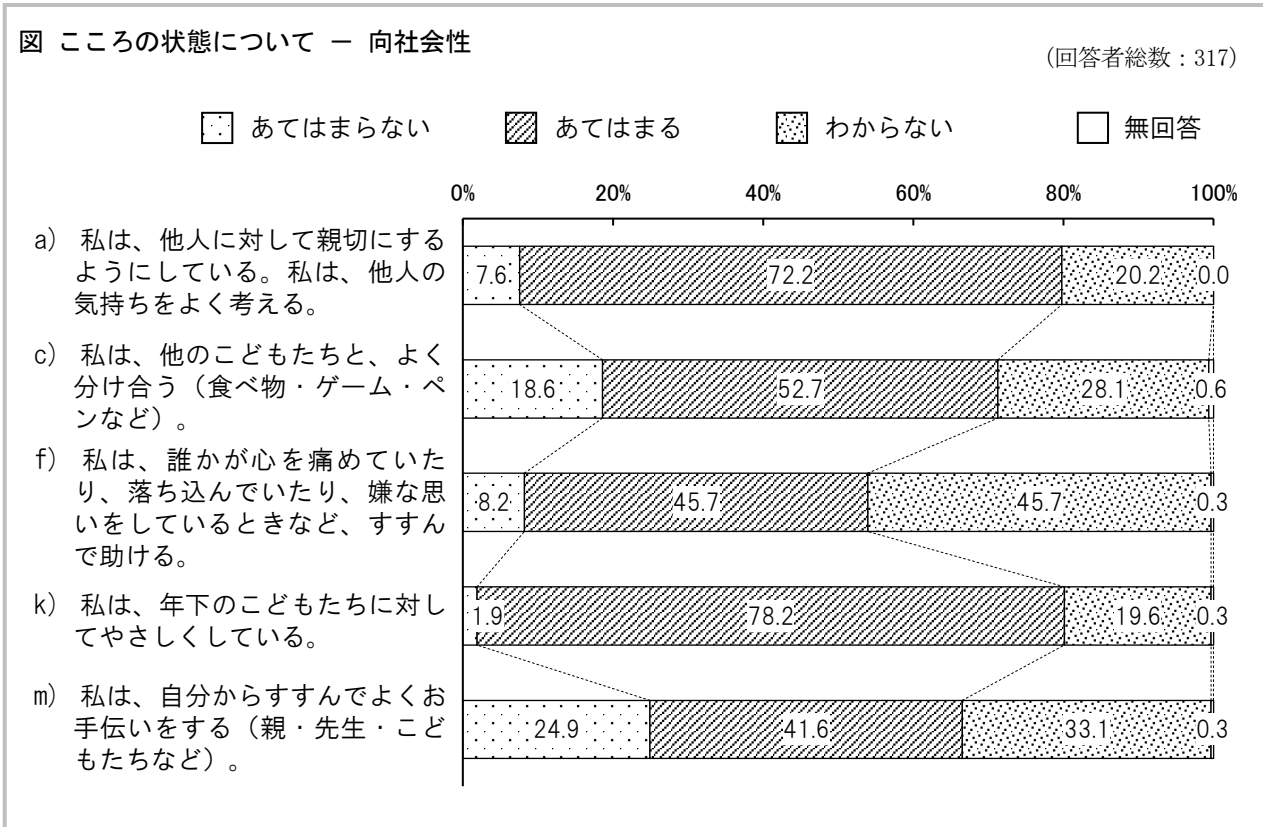 図 こころの状態について － 向社会性
（回答者総数：317）
あてはまらない あてはまる わからない 無回答
0% 20% 40% 60% 80% 100%
a) 私は、他人に対して親切にする
ようにしている。私は、他人の
気持ちをよく考える。
7.6 72.2 20.2 0.0
c) 私は、他のこどもたちと、よく
分け合う（食べ物・ゲーム・ペ
ンなど）。
18.6 52.7 28.1 0.6
f) 私は、誰かが心を痛めていた
り、落ち込んでいたり、嫌な思
いをしているときなど、すすん
で助ける。
8.2 45.7 45.7 0.3
k) 私は、年下のこどもたちに対し
てやさしくしている。
1.9 78.2 19.6 0.3
m) 私は、自分からすすんでよくお
手伝いをする（親・先生・こど
もたちなど）。
24.9 41.6 33.1 0.3